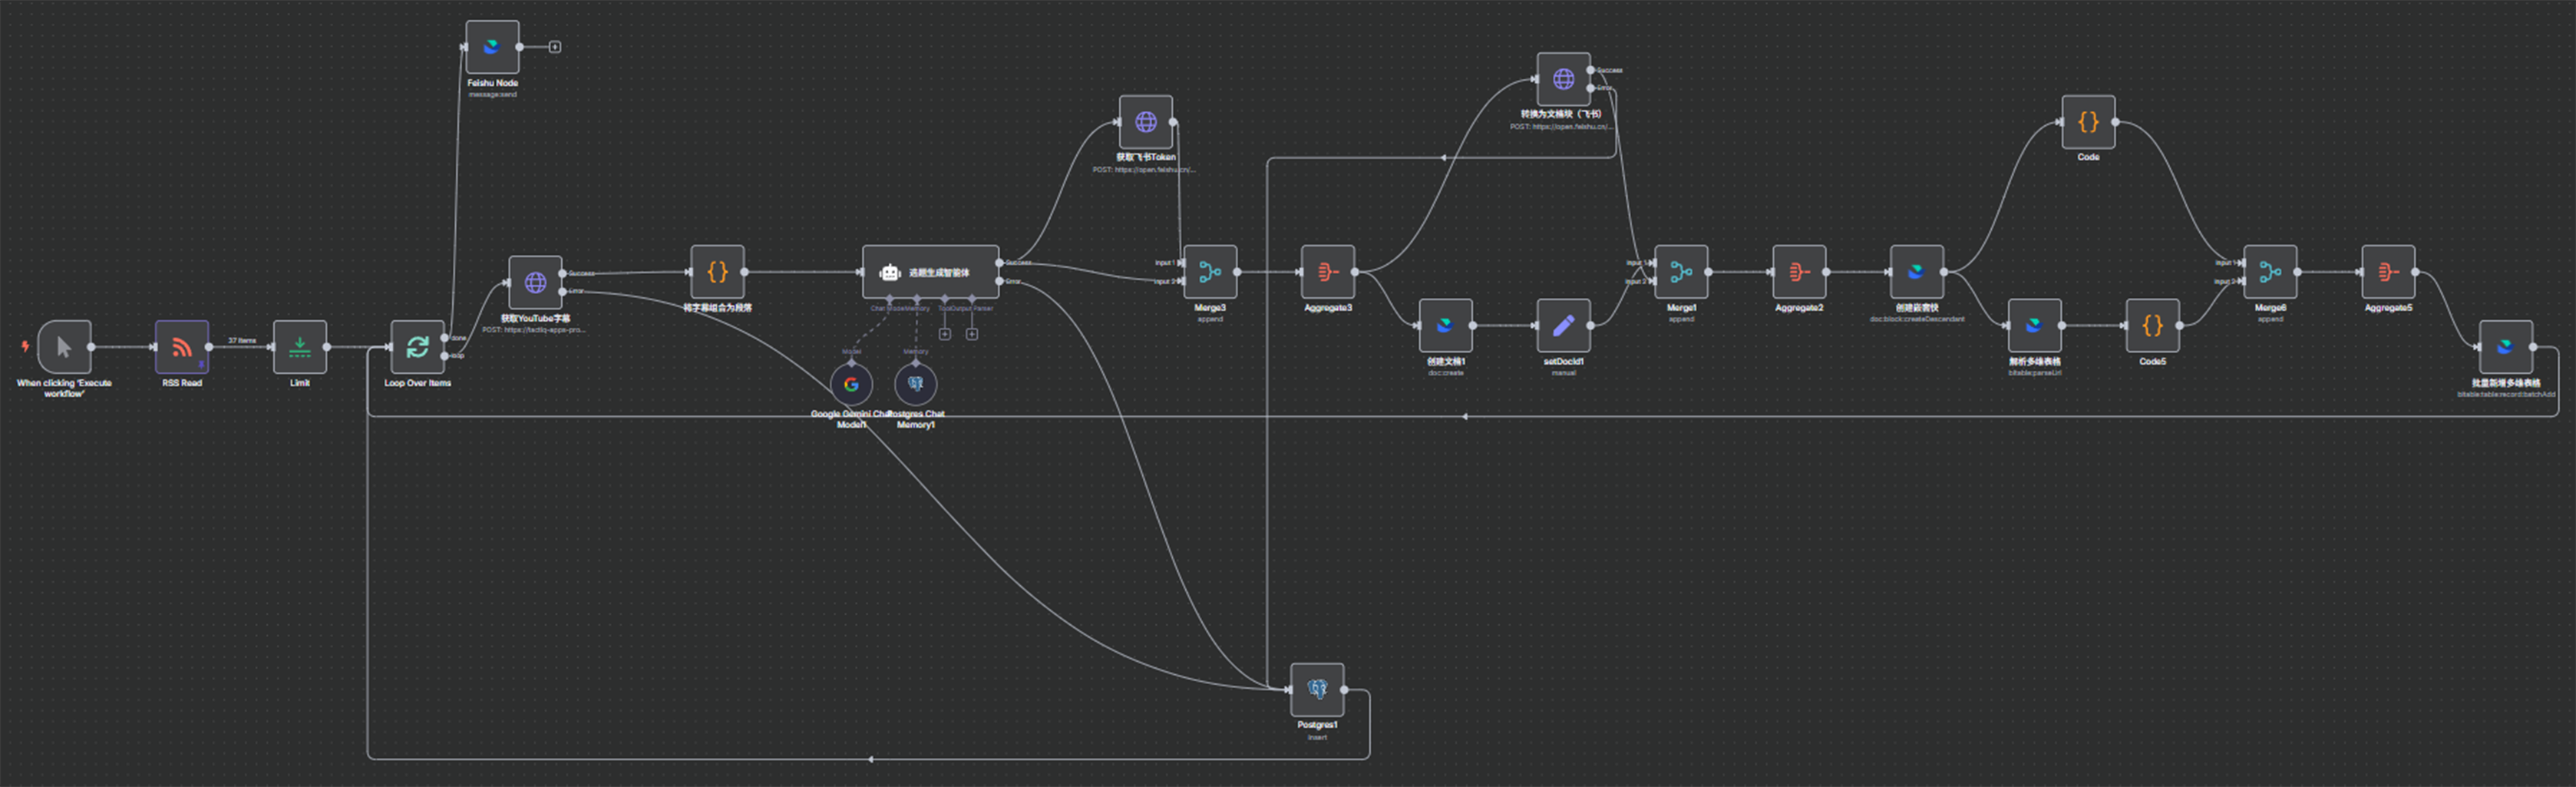 Feishu Node
message:send
When clicking 'Execute
workflow'
RSS Read
37 items
Limit
Loop Over Items
done
loop
获取YouTube字幕
POST: https://tactiq-apps-pro...
Success
Error
将字幕组合为段落
选题生成智能体
Success
Error
Chat Model
Memory
Tool
Output Parser
Model
Memory
Google Gemini Chat
Model1
Postgres Chat
Memory1
获取飞书Token
POST: https://open.feishu.cn/...
Input 1
Input 2
Merge3
append
Aggregate3
转换为文档块（飞书）
POST: https://open.feishu.cn/...
Success
Error
创建文档1
doc:create
setDocId1
manual
Input 1
Input 2
Merge1
append
Aggregate2
创建嵌套块
doc:block:createDescendant
Code
解析多维表格
bitable:parseUrl
Code5
Input 1
Input 2
Merge6
append
Aggregate5
批量新增多维表格
bitable:table:record:batchAdd
Postgres1
insert